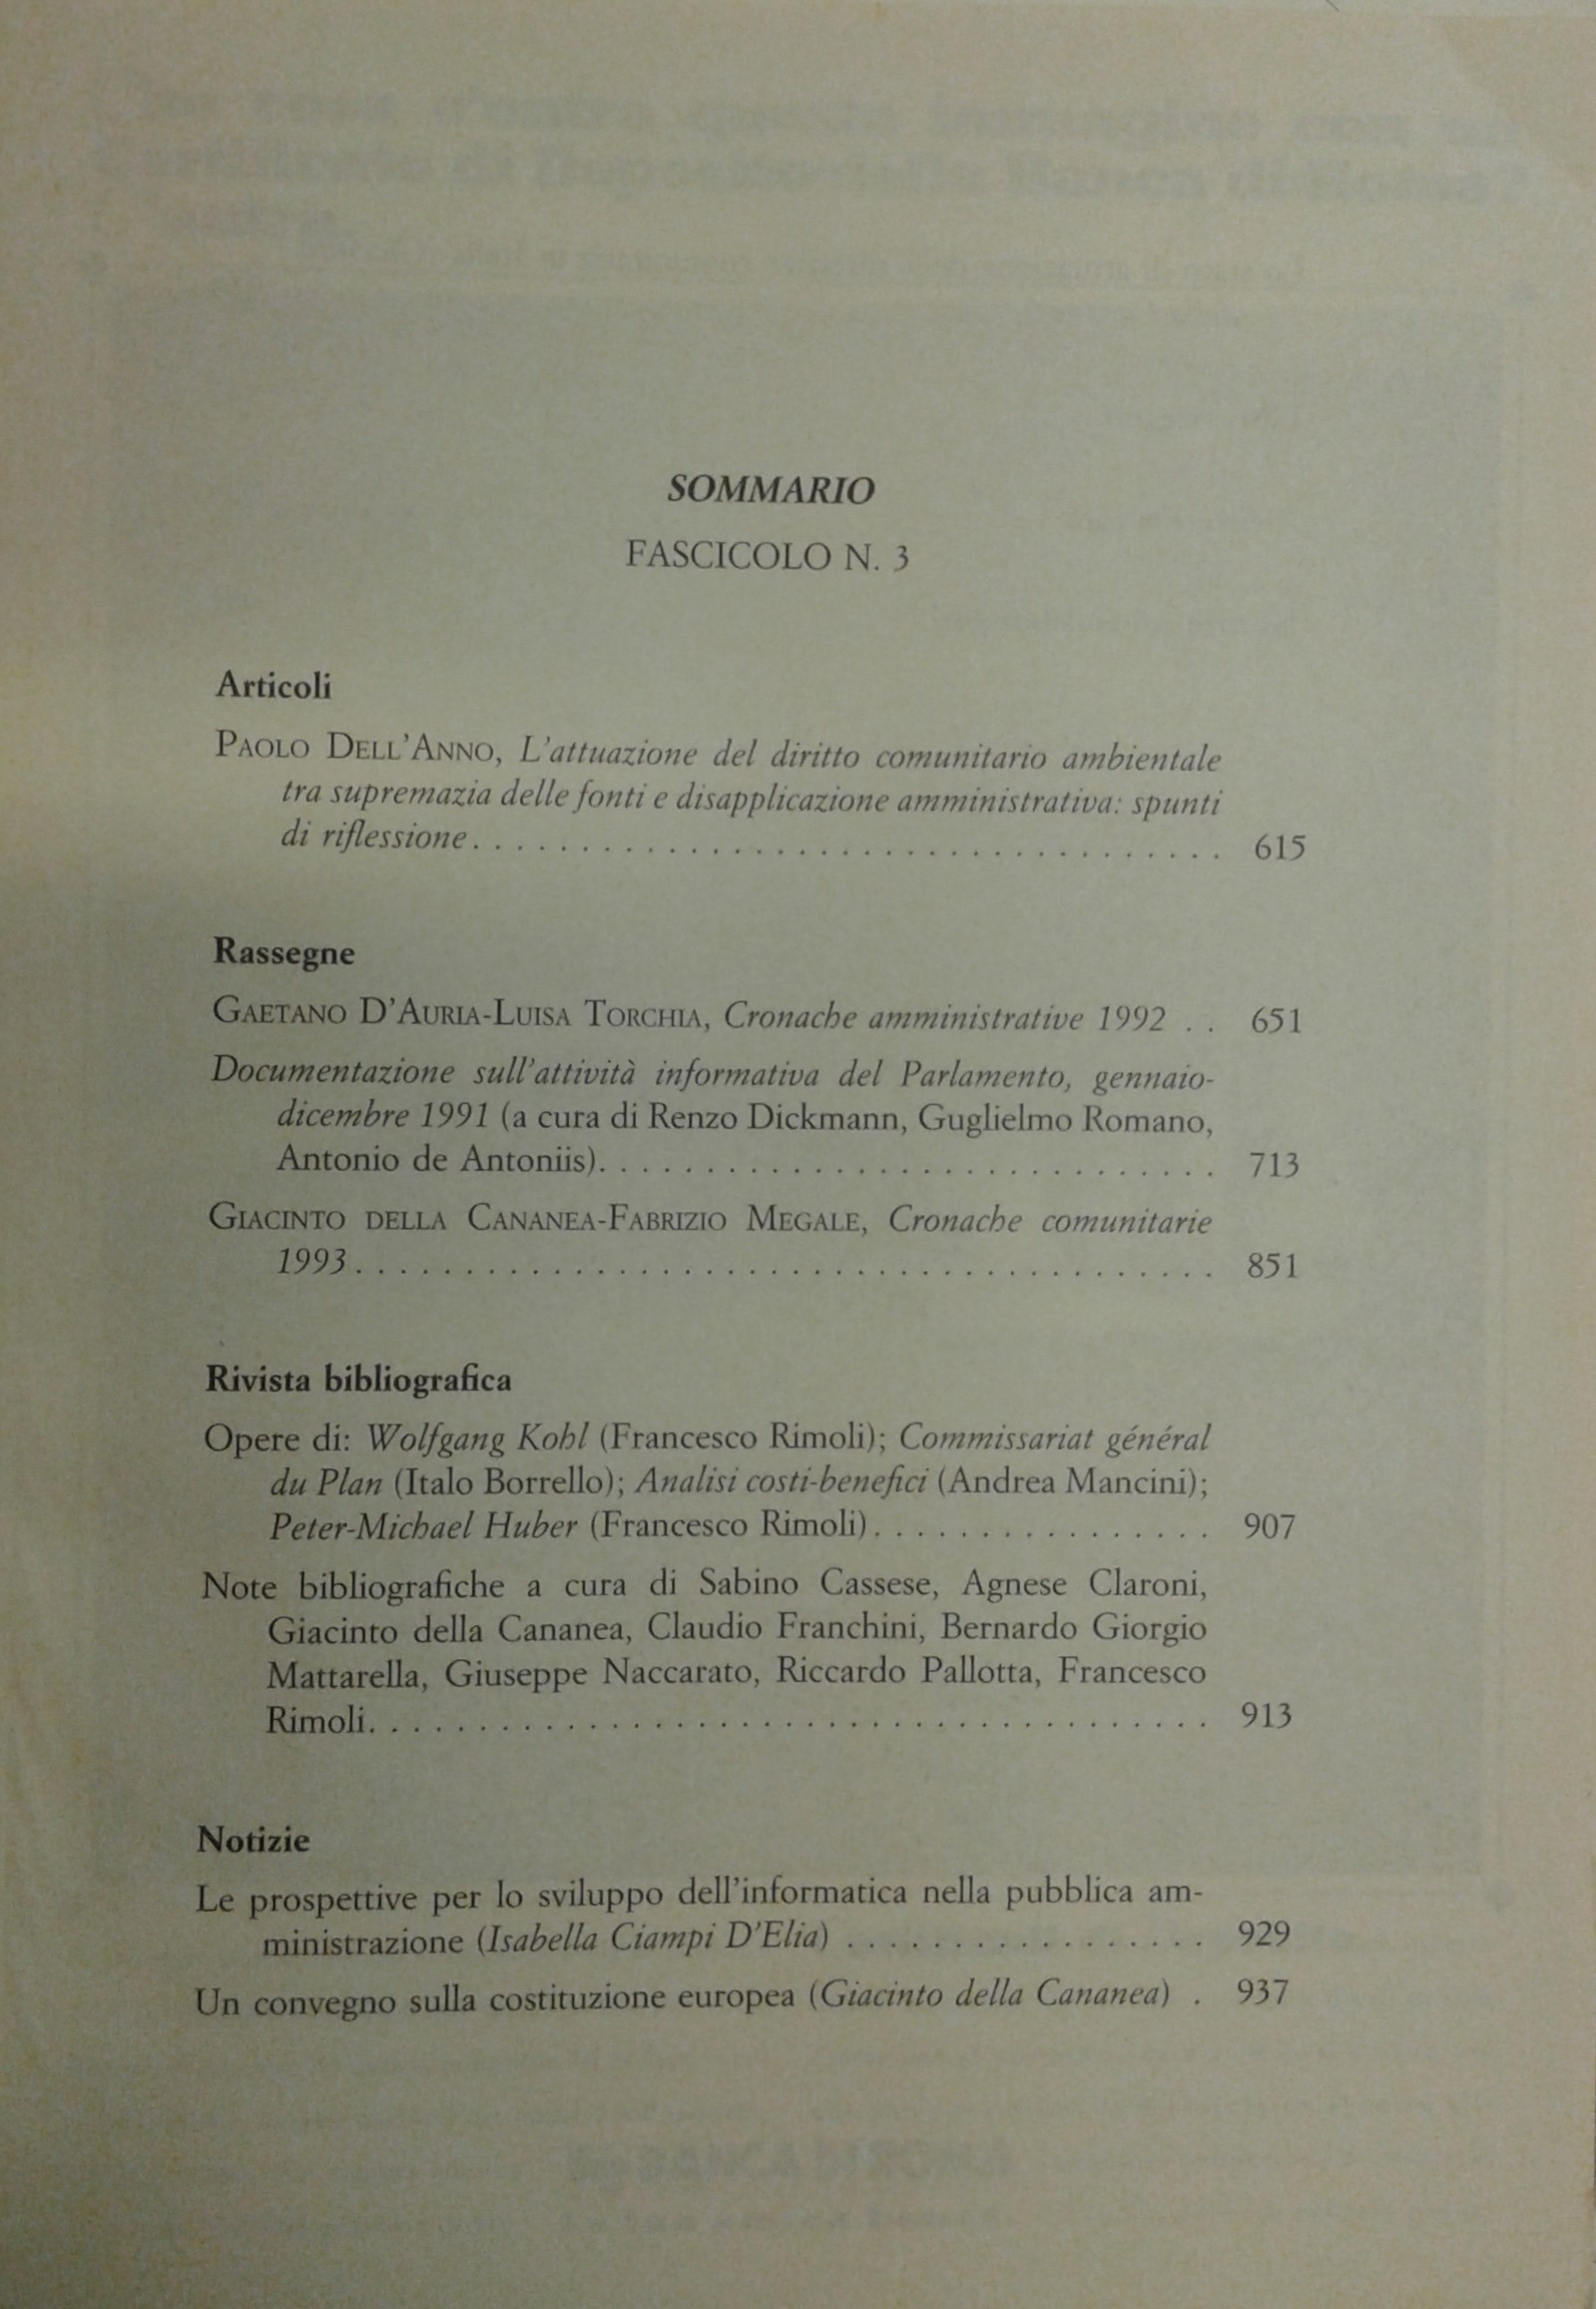 SOMMARIO
FASCICOLO N. 3
Articoli
PAOLO DELL'ANNO, L'attuazione del diritto comunitario ambientale
tra supremazia delle fonti e disapplicazione amministrativa: spunti
di riflessione. . . . . . . . . . . . . . . . . . . . . . . . . . . . . . . . . . . 615
Rassegne
GAETANO D'AURIA-LUISA TORCHIA, Cronache amministrative 1992 . . 651
Documentazione sull'attività informativa del Parlamento, gennaio-
dicembre 1991 (a cura di Renzo Dickmann, Guglielmo Romano,
Antonio de Antoniis). . . . . . . . . . . . . . . . . . . . . . . . . . . . . 713
GIACINTO DELLA CANANEA-FABRIZIO MEGALE, Cronache comunitarie
1993. . . . . . . . . . . . . . . . . . . . . . . . . . . . . . . . . . . . . . . . 851
Rivista bibliografica
Opere di: Wolfgang Kohl (Francesco Rimoli); Commissariat général
du Plan (Italo Borrello); Analisi costi-benefici (Andrea Mancini);
Peter-Michael Huber (Francesco Rimoli). . . . . . . . . . . . . . . . 907
Note bibliografiche a cura di Sabino Cassese, Agnese Claroni,
Giacinto della Cananea, Claudio Franchini, Bernardo Giorgio
Mattarella, Giuseppe Naccarato, Riccardo Pallotta, Francesco
Rimoli. . . . . . . . . . . . . . . . . . . . . . . . . . . . . . . . . . . . . . . 913
Notizie
Le prospettive per lo sviluppo dell'informatica nella pubblica am-
ministrazione (Isabella Ciampi D'Elia) . . . . . . . . . . . . . . . . . 929
Un convegno sulla costituzione europea (Giacinto della Cananea) . 937